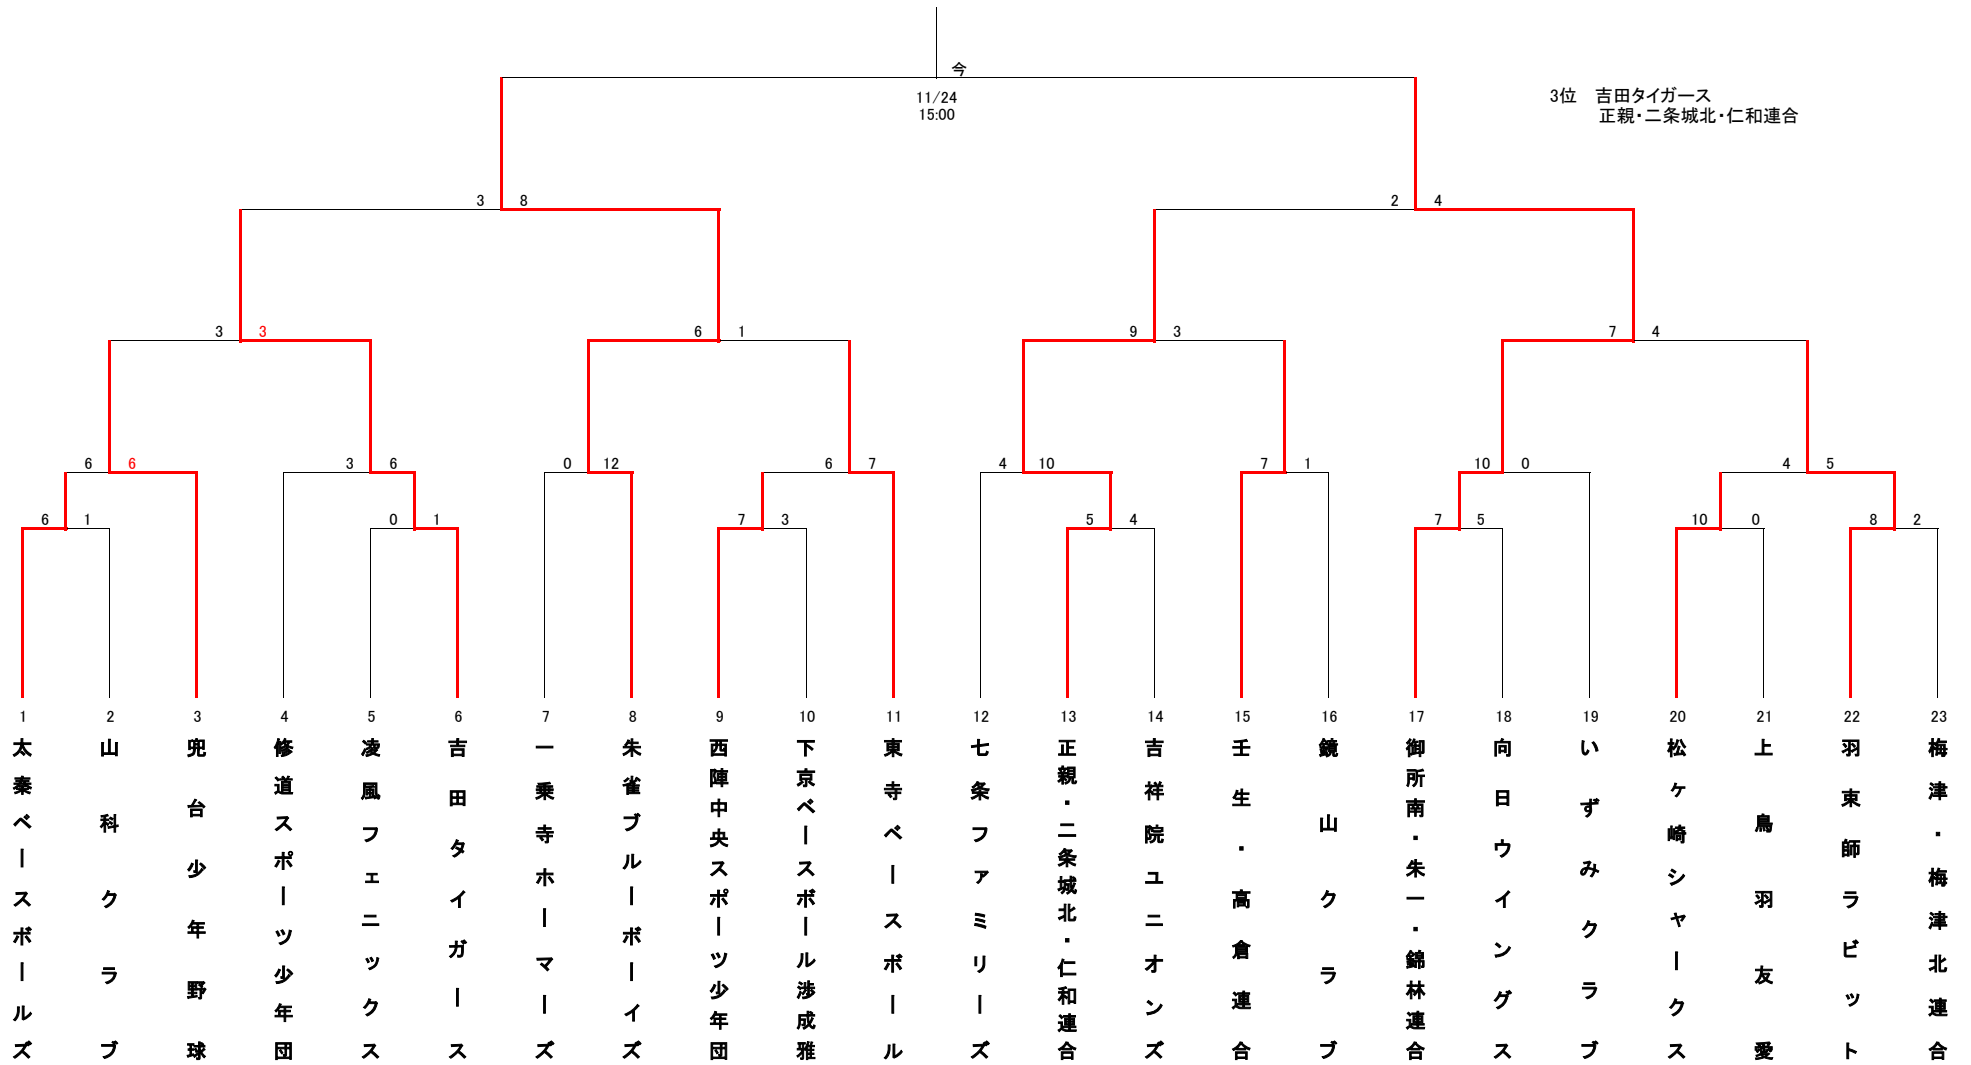 今
11/24
15:00
3位　吉田タイガース
正親・二条城北・仁和連合
3 8 2 4
3 3 6 1 9 3 7 4
6 6 3 6 0 12 6 7 4 10 7 1 10 0 4 5
6 1 0 1 7 3 5 4 7 5 10 0 8 2
1 2 3 4 5 6 7 8 9 10 11 12 13 14 15 16 17 18 19 20 21 22 23
太秦ベースボールズ
山科クラブ
兜台少年野球
修道スポーツ少年団
凌風フェニックス
吉田タイガース
一乗寺ホーマーズ
朱雀ブルーボーイズ
西陣中央スポーツ少年団
下京ベースボール渉成雅
東寺ベースボール
七条ファミリーズ
正親・二条城北・仁和連合
吉祥院ユニオンズ
壬生・高倉連合
鏡山クラブ
御所南・朱一・錦林連合
向日ウイングス
いずみクラブ
松ヶ崎シャークス
上鳥羽友愛
羽東師ラビット
梅津・梅津北連合